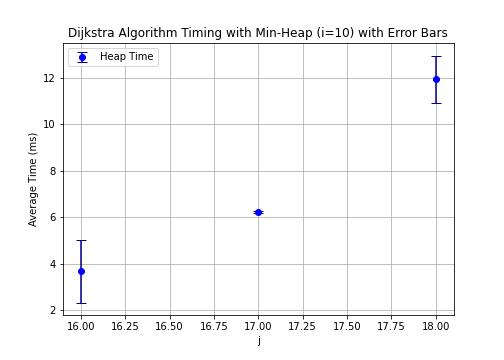 Dijkstra Algorithm Timing with Min-Heap (i=10) with Error Bars
Heap Time
Average Time (ms)
12
10
8
6
4
2
16.00 16.25 16.50 16.75 17.00 17.25 17.50 17.75 18.00
j